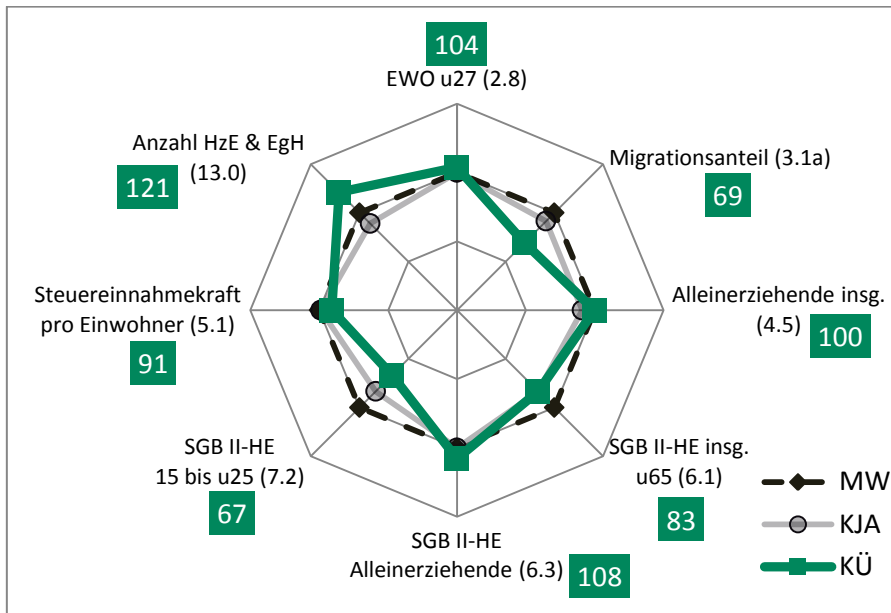 104
EWO u27 (2.8)
Anzahl HzE & EgH
(13.0)
121
Migrationsanteil (3.1a)
69
Steuereinnahmekraft
pro Einwohner (5.1)
91
Alleinerziehende insg.
(4.5)
100
SGB II-HE
15 bis u25 (7.2)
67
SGB II-HE insg.
u65 (6.1)
83
SGB II-HE
Alleinerziehende (6.3)
108
MW
KJA
KÜ